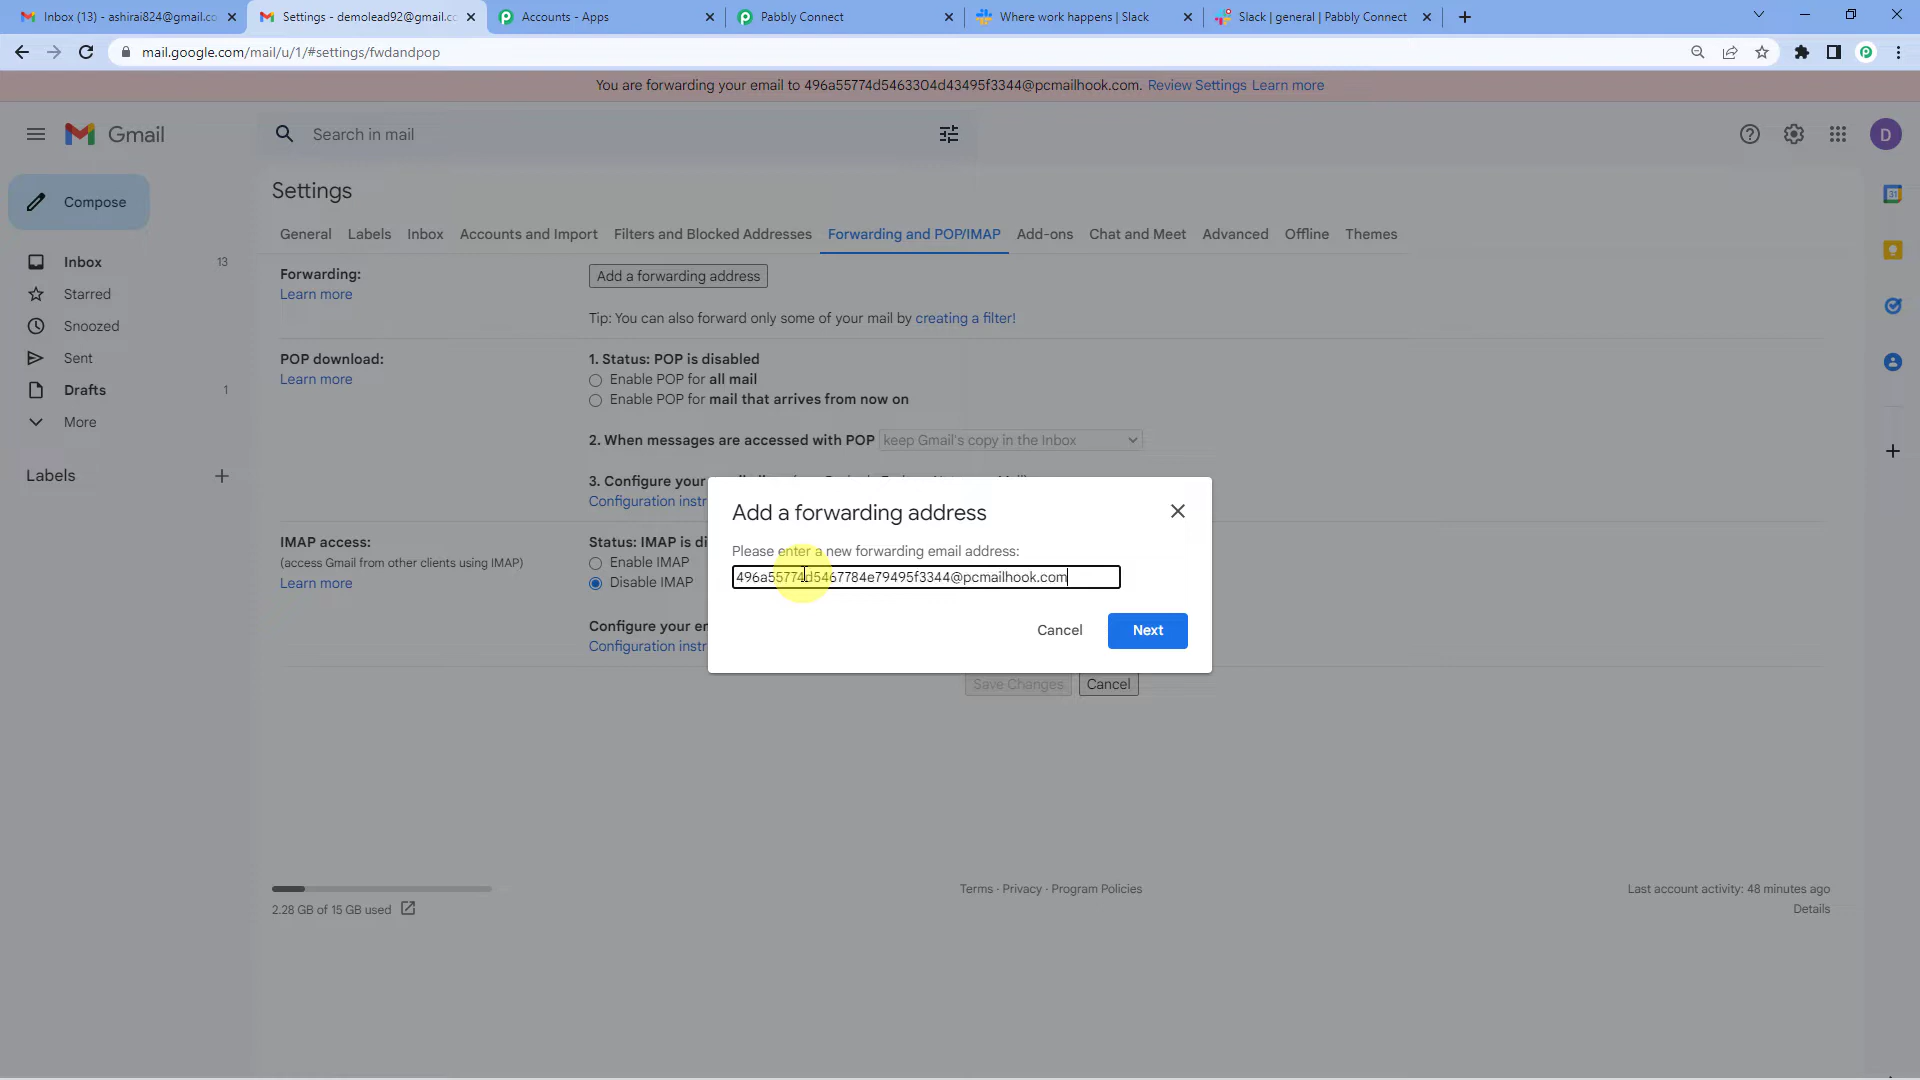 Inbox (13) - ashirai824@gmail.co
Settings - demolead92@gmail.co
Accounts - Apps
Pabbly Connect
Where work happens | Slack
Slack | general | Pabbly Connect
mail.google.com/mail/u/1/#settings/fwdandpop
You are forwarding your email to 496a55774d5463304d43495f3344@pcmailhook.com. Review Settings Learn more
Gmail
Search in mail
D
Compose
Inbox 13
Starred
Snoozed
Sent
Drafts 1
More
Labels
Settings
General Labels Inbox Accounts and Import Filters and Blocked Addresses Forwarding and POP/IMAP Add-ons Chat and Meet Advanced Offline Themes
Forwarding:
Learn more
Add a forwarding address
Tip: You can also forward only some of your mail by creating a filter!
POP download:
Learn more
1. Status: POP is disabled
Enable POP for all mail
Enable POP for mail that arrives from now on
2. When messages are accessed with POP keep Gmail's copy in the Inbox
3. Configure your
Configuration instr
IMAP access:
(access Gmail from other clients using IMAP)
Learn more
Status: IMAP is di
Enable IMAP
Disable IMAP
Configure your em
Configuration instr
Add a forwarding address
Please enter a new forwarding email address:
496a55774d5467784e79495f3344@pcmailhook.com
Cancel
Next
Save Changes
Cancel
2.28 GB of 15 GB used
Terms · Privacy · Program Policies
Last account activity: 48 minutes ago
Details